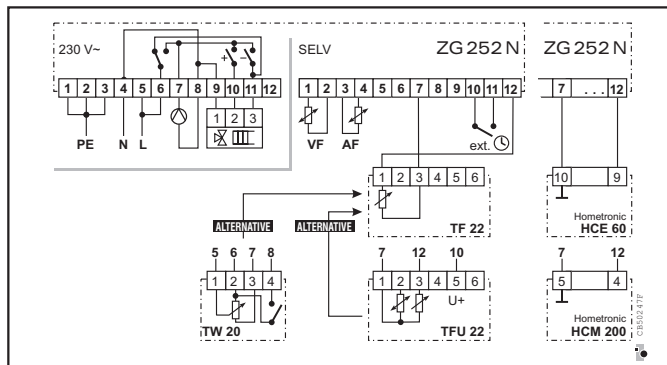 230 V~
SELV
ZG 252 N
ZG 252 N
+ −
1 2 3 4 5 6 7 8 9 10 11 12
1 2 3 4 5 6 7 8 9 10 11 12
7 ... 12
1 2 3
PE N L
VF AF
ext.
1 2 3 4 5 6
10 9
TF 22
Hometronic
HCE 60
ALTERNATIVE
ALTERNATIVE
5 6 7 8
7 12 10
7 12
1 2 3 4
1 2 3 4 5 6
5 4
U+
TW 20
TFU 22
Hometronic
HCM 200
CB50247F